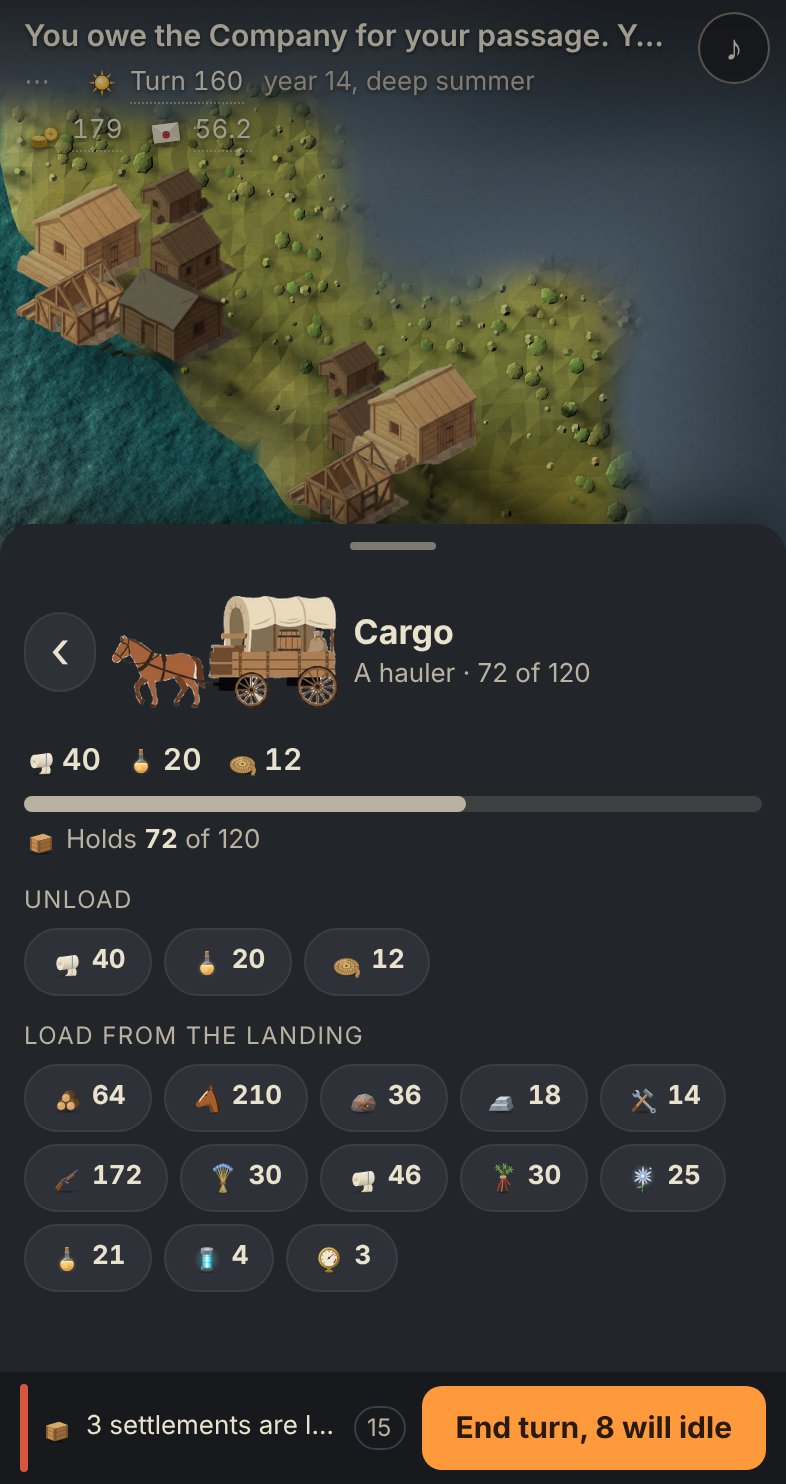 You owe the Company for your passage. Y...
... Turn 160 year 14, deep summer
179 56.2
Cargo
A hauler · 72 of 120
40 20 12
Holds 72 of 120
UNLOAD
40 20 12
LOAD FROM THE LANDING
64 210 36 18 14
172 30 46 30 25
21 4 3
3 settlements are l... 15 End turn, 8 will idle